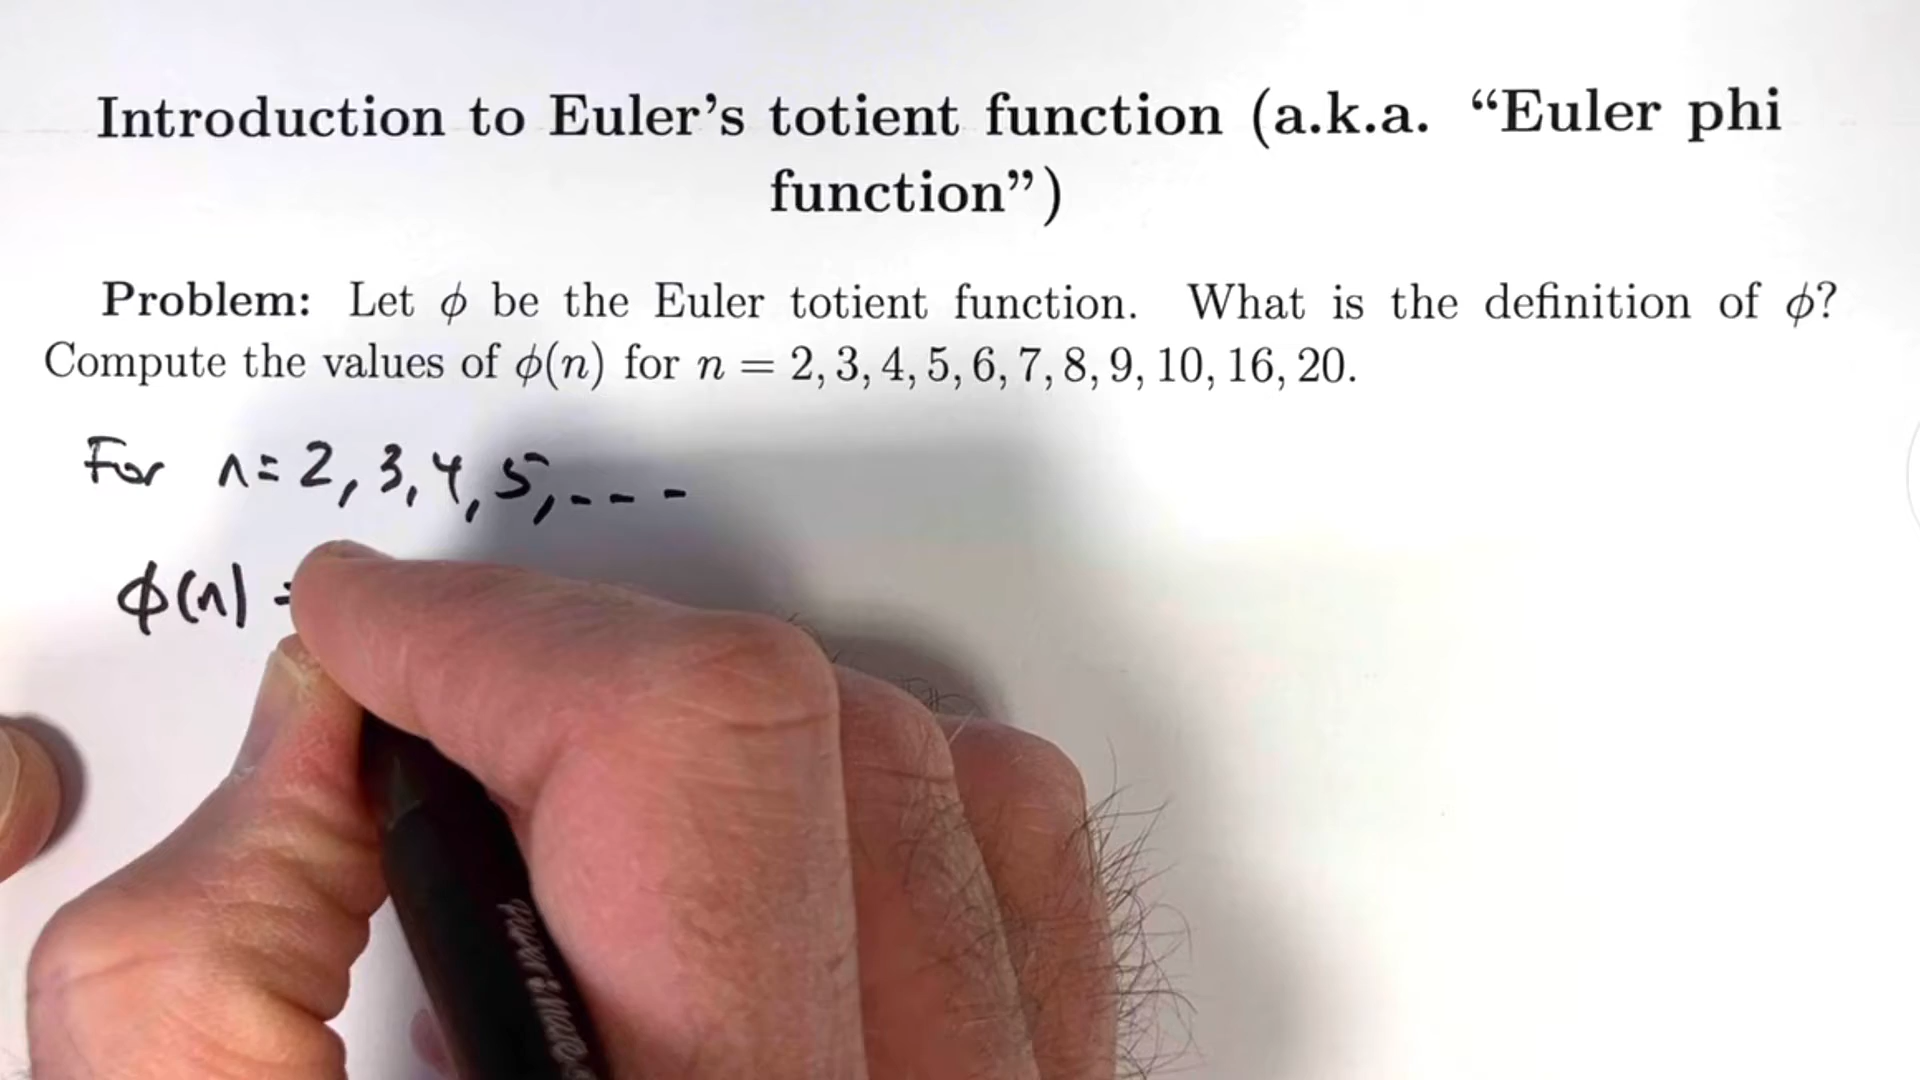 Introduction to Euler’s totient function (a.k.a. “Euler phi
function”)
Problem: Let ϕ be the Euler totient function. What is the definition of ϕ?
Compute the values of ϕ(n) for n = 2, 3, 4, 5, 6, 7, 8, 9, 10, 16, 20.
For n = 2, 3, 4, 5, - - -
ϕ(n) =